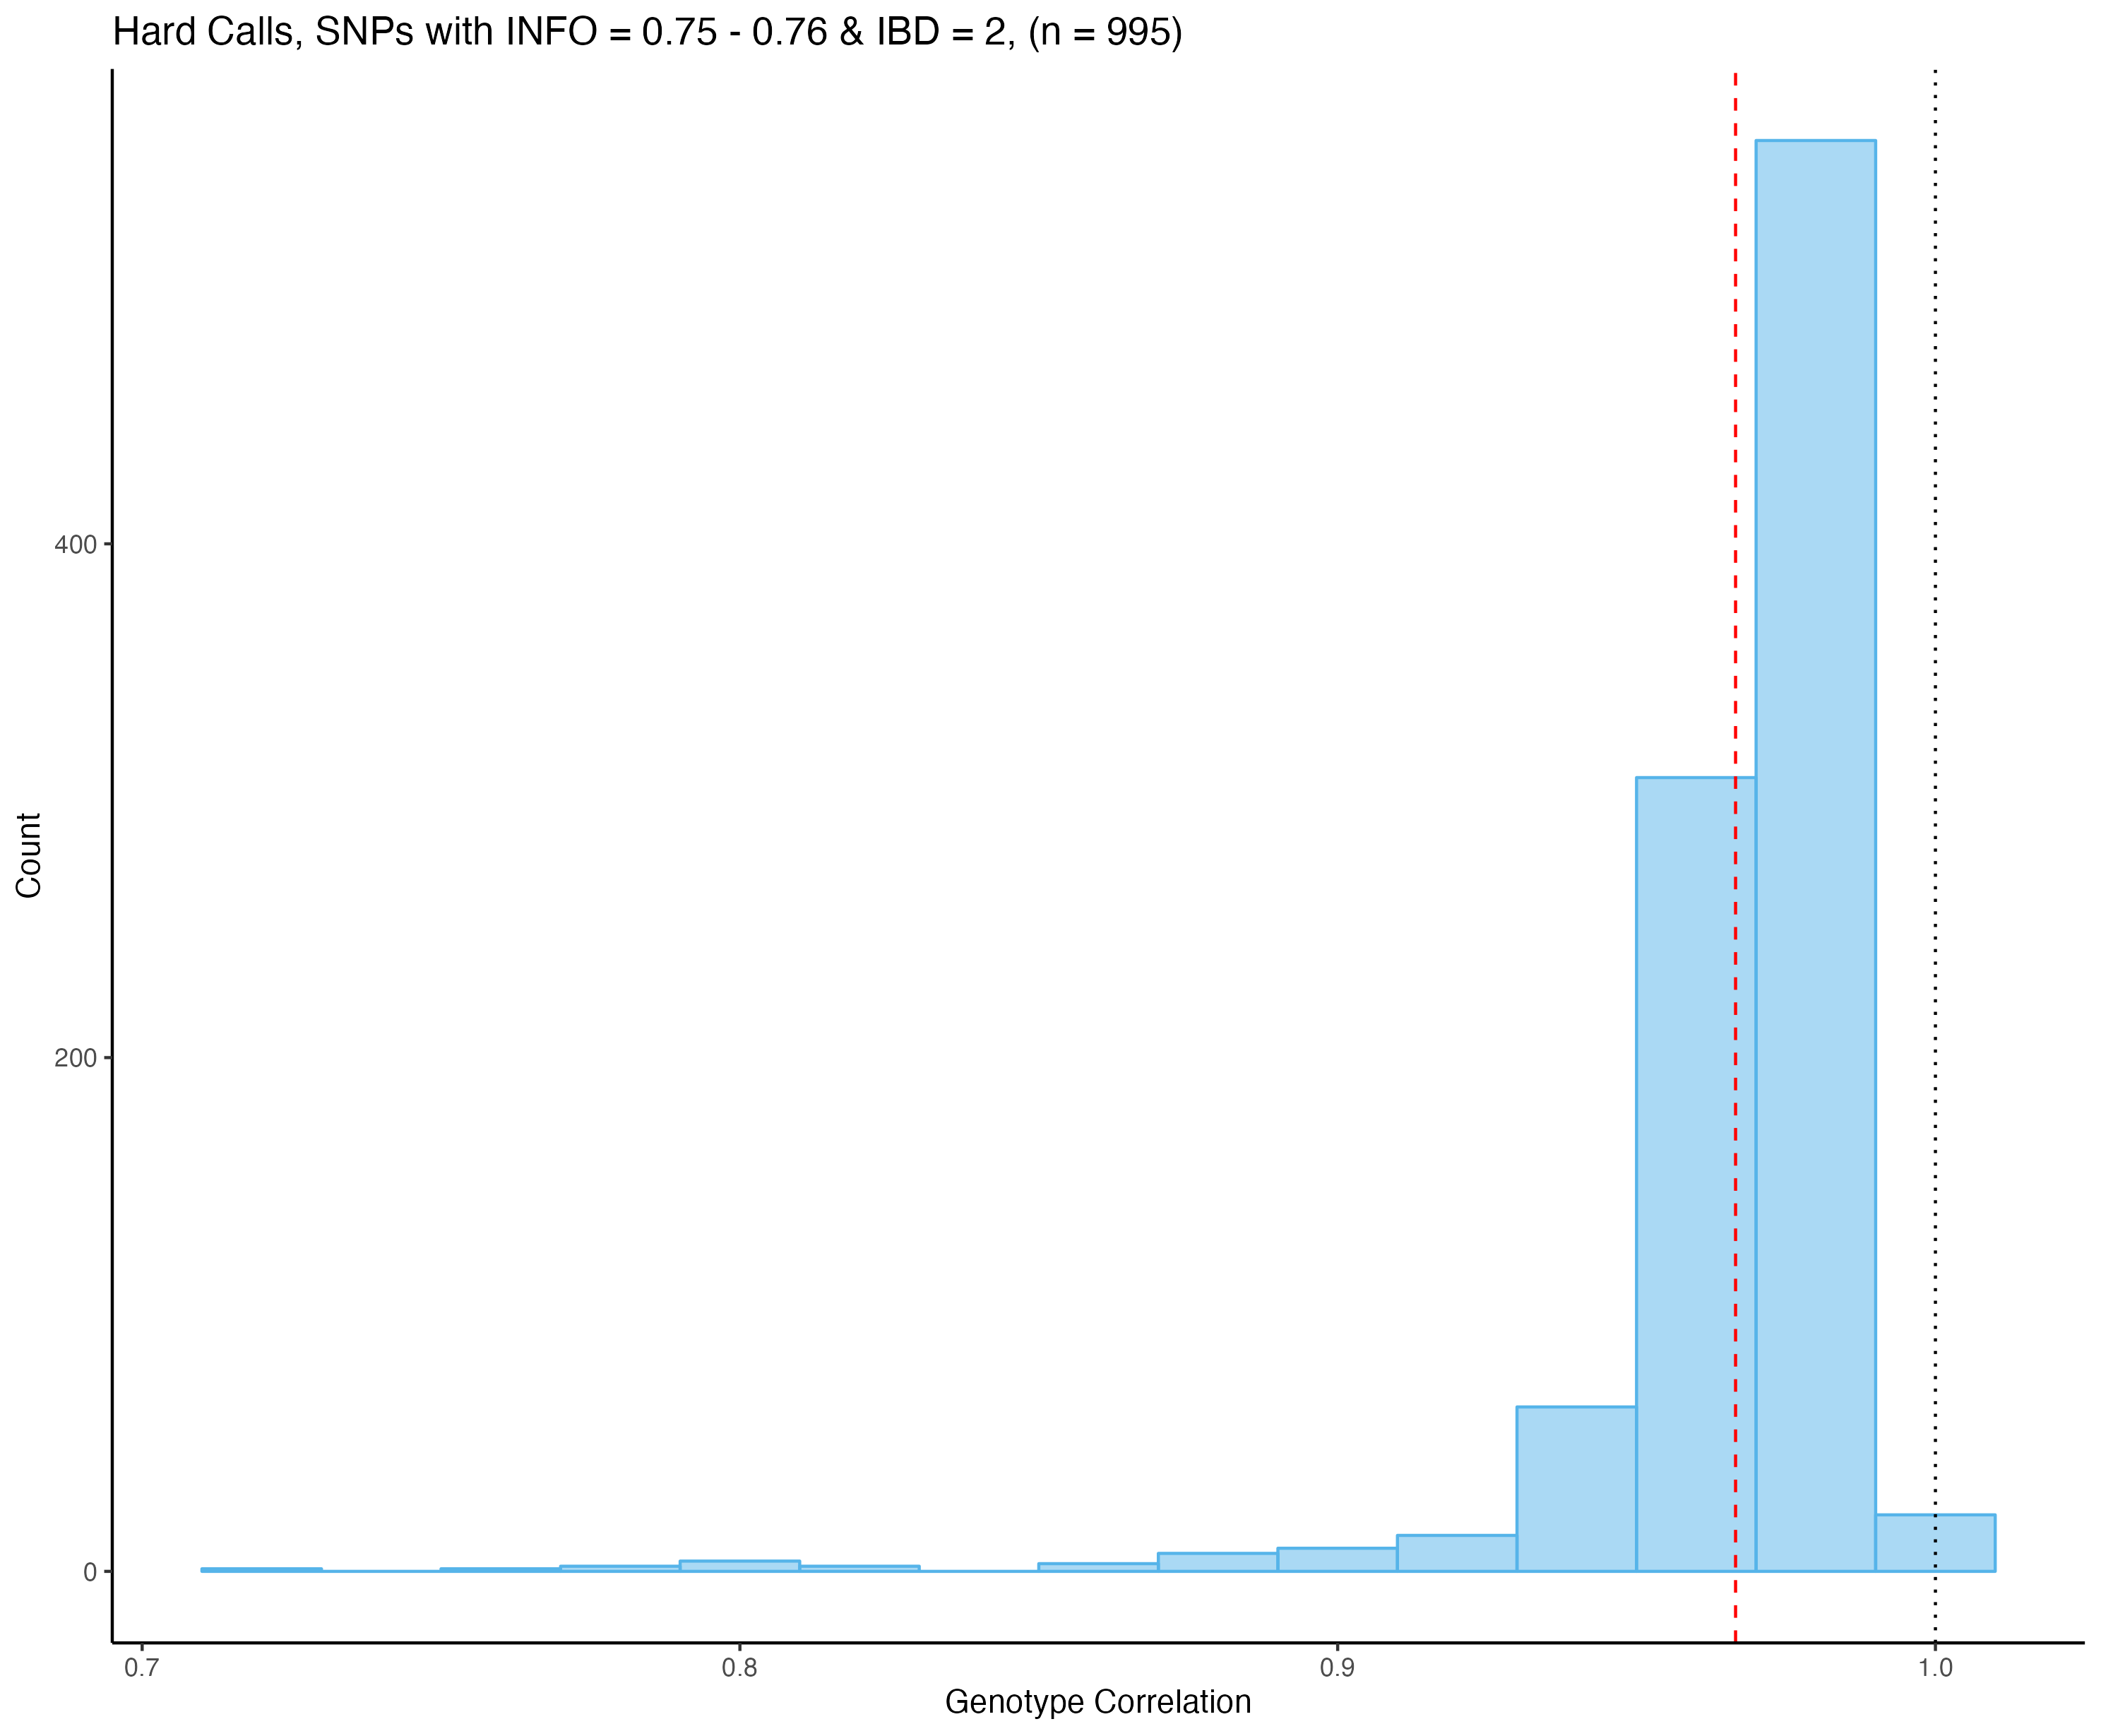 Hard Calls, SNPs with INFO = 0.75 - 0.76 & IBD = 2, (n = 995)
Count
400
200
0
0.7 0.8 0.9 1.0
Genotype Correlation